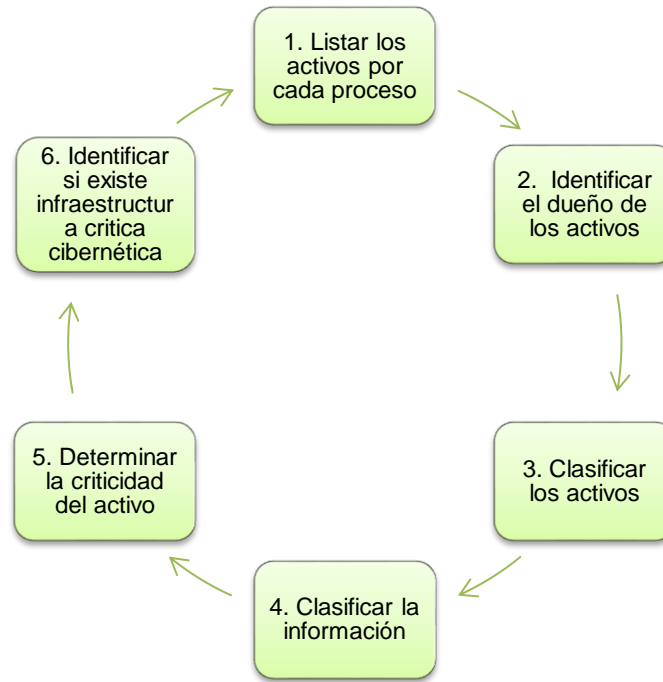 1. Listar los
activos por
cada proceso
2. Identificar
el dueño de
los activos
3. Clasificar
los activos
4. Clasificar la
información
5. Determinar
la criticidad
del activo
6. Identificar
si existe
infraestructur
a critica
cibernética